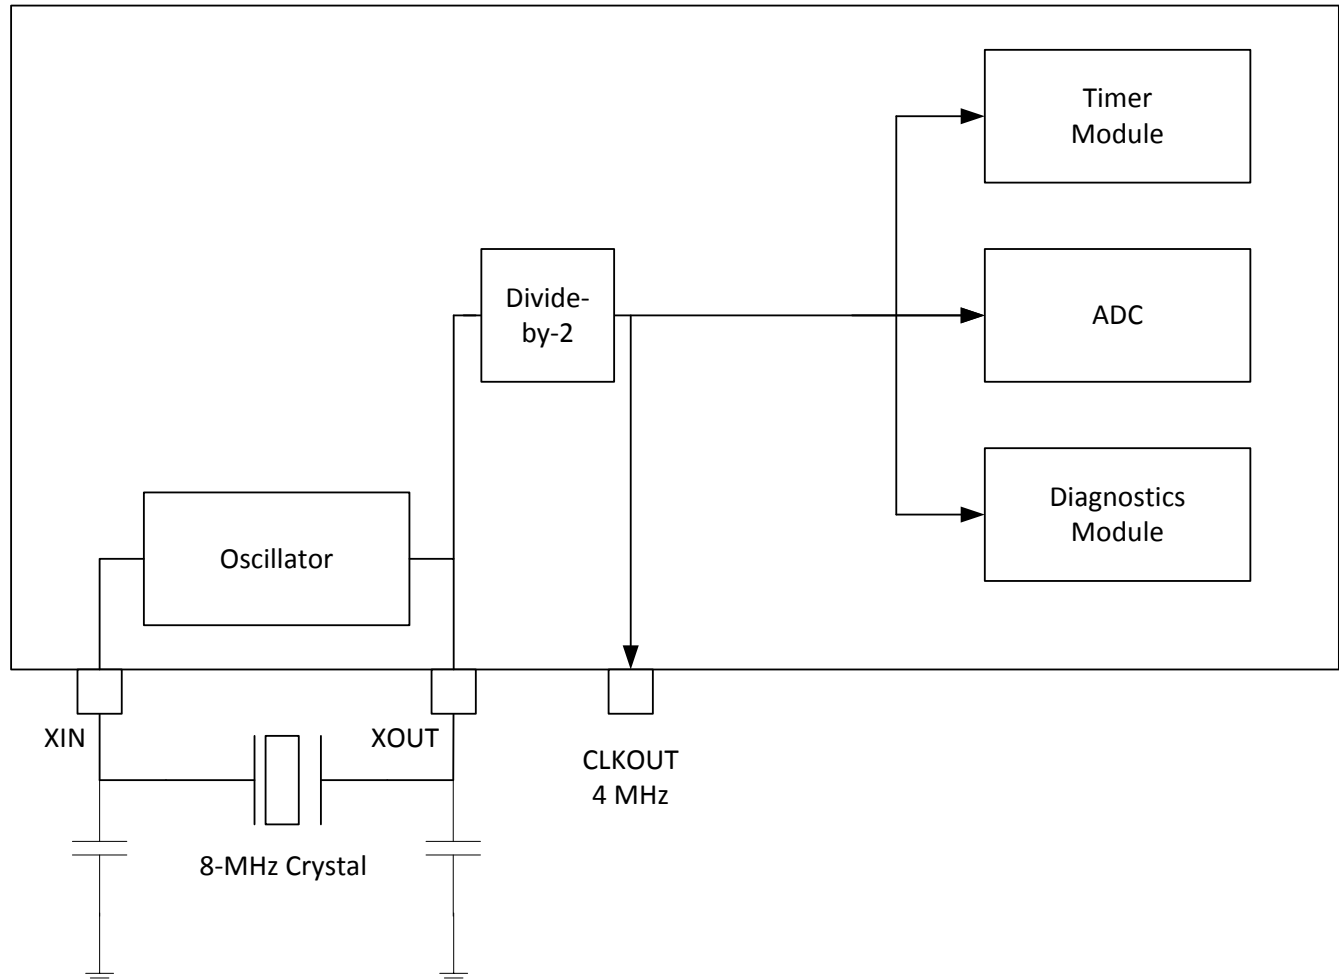 Timer
Module
Divide-
by-2
ADC
Diagnostics
Module
Oscillator
XIN
XOUT
CLKOUT
4 MHz
8-MHz Crystal